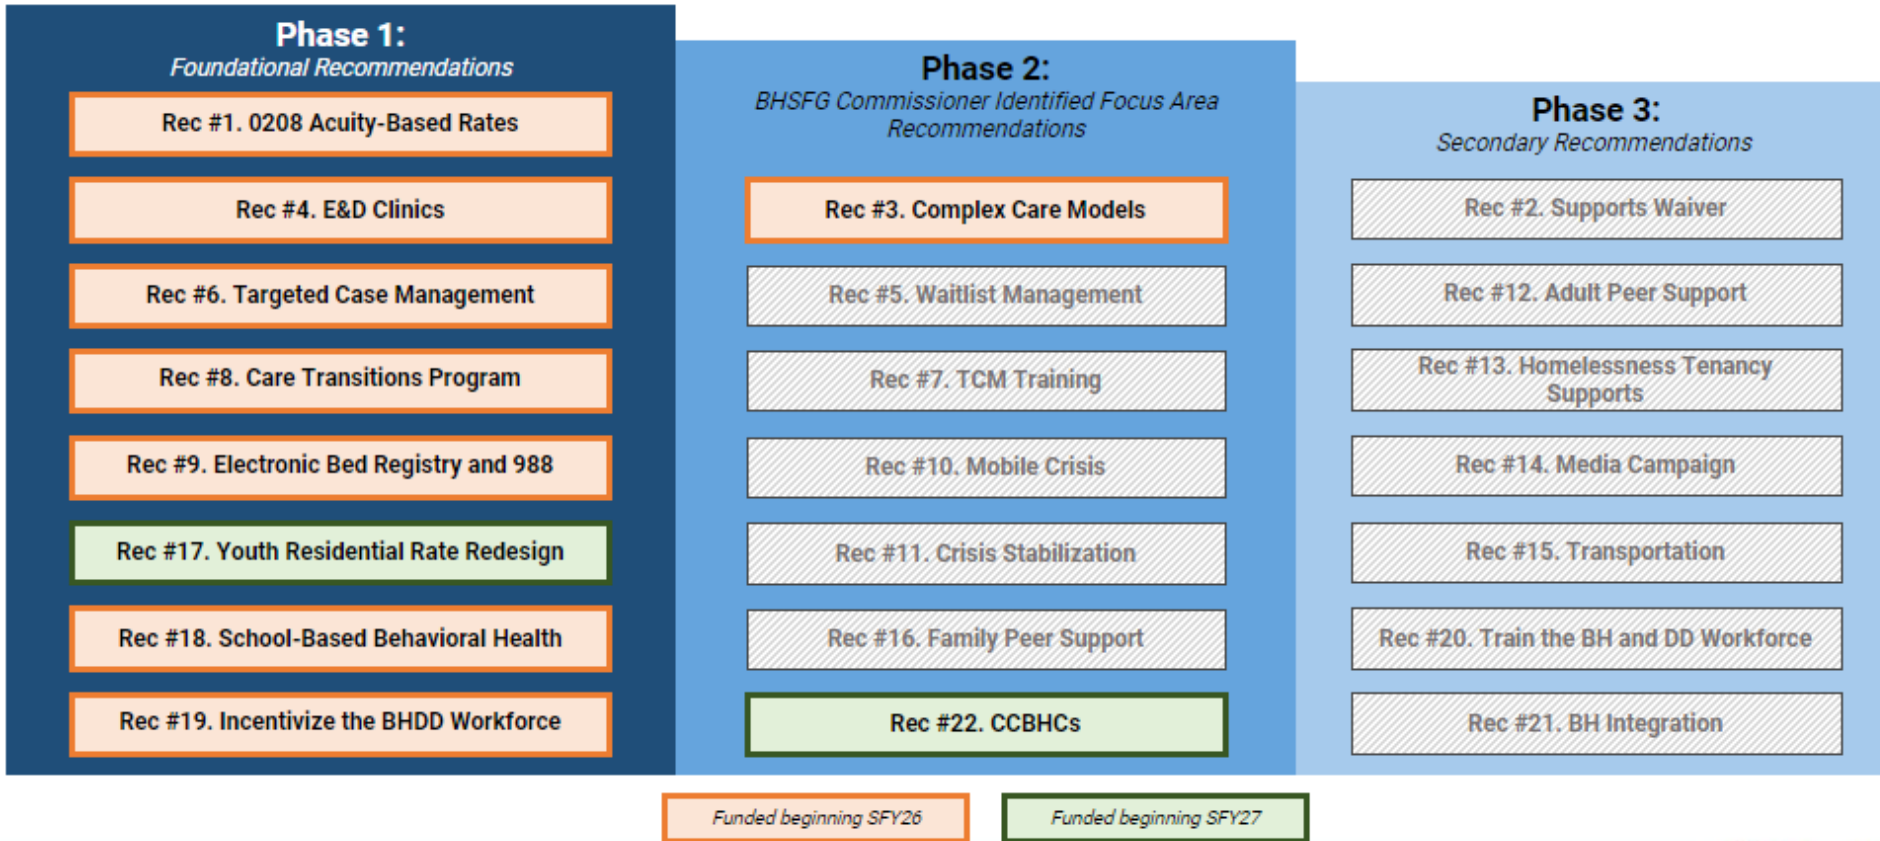 Phase 1:
Foundational Recommendations
Rec #1. 0208 Acuity-Based Rates
Rec #4. E&D Clinics
Rec #6. Targeted Case Management
Rec #8. Care Transitions Program
Rec #9. Electronic Bed Registry and 988
Rec #17. Youth Residential Rate Redesign
Rec #18. School-Based Behavioral Health
Rec #19. Incentivize the BHDD Workforce
Phase 2:
BHSFG Commissioner Identified Focus Area
Recommendations
Rec #3. Complex Care Models
Rec #5. Waitlist Management
Rec #7. TCM Training
Rec #10. Mobile Crisis
Rec #11. Crisis Stabilization
Rec #16. Family Peer Support
Rec #22. CCBHCs
Phase 3:
Secondary Recommendations
Rec #2. Supports Waiver
Rec #12. Adult Peer Support
Rec #13. Homelessness Tenancy
Supports
Rec #14. Media Campaign
Rec #15. Transportation
Rec #20. Train the BH and DD Workforce
Rec #21. BH Integration
Funded beginning SFY26
Funded beginning SFY27